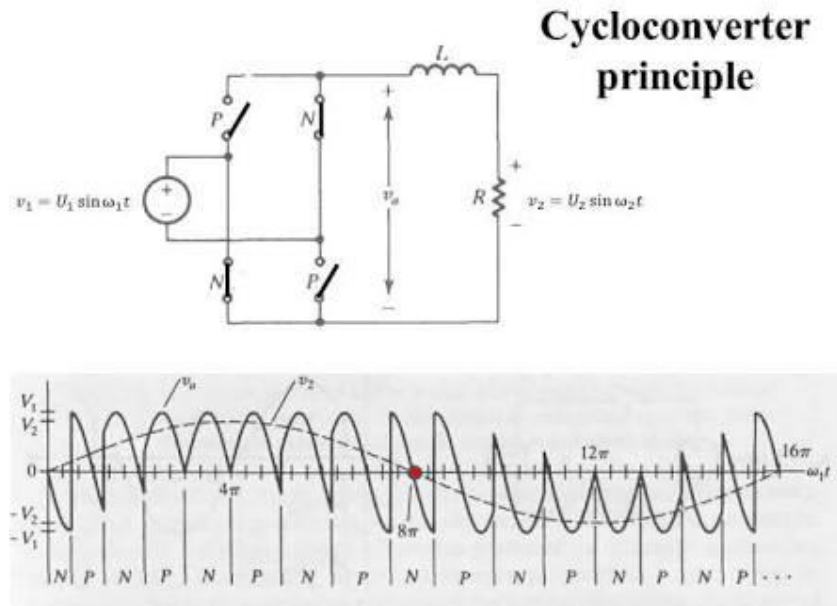 Cycloconverter
principle
L
P
N
+
+
v₁ = U₁ sin ω₁t
−
vₐ
R
+
−
v₂ = U₂ sin ω₂t
N
P
−
vₐ
v₂
V₁
V₂
0
4π
8π
12π
16π
ω₁t
−V₂
−V₁
N P N P N P N P N P N P N P N P ...